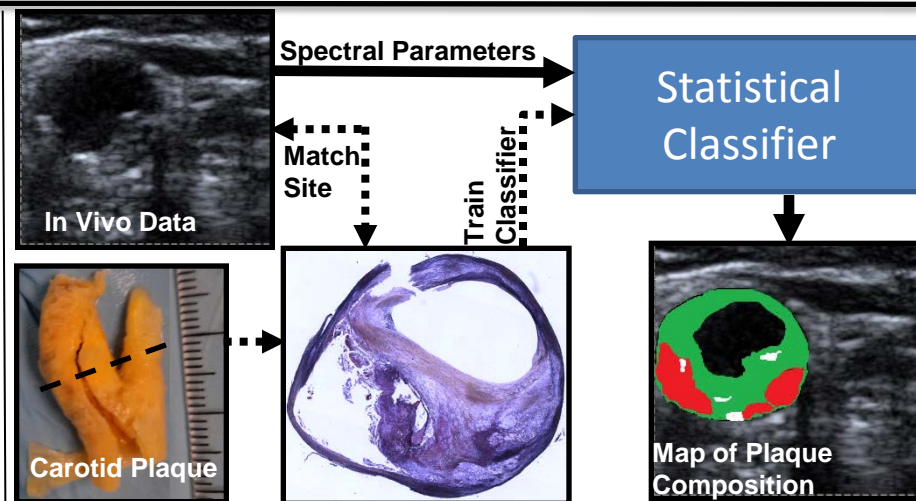 Spectral Parameters
Statistical
Classifier
Match
Site
Train
Classifier
In Vivo Data
Carotid Plaque
Map of Plaque
Composition